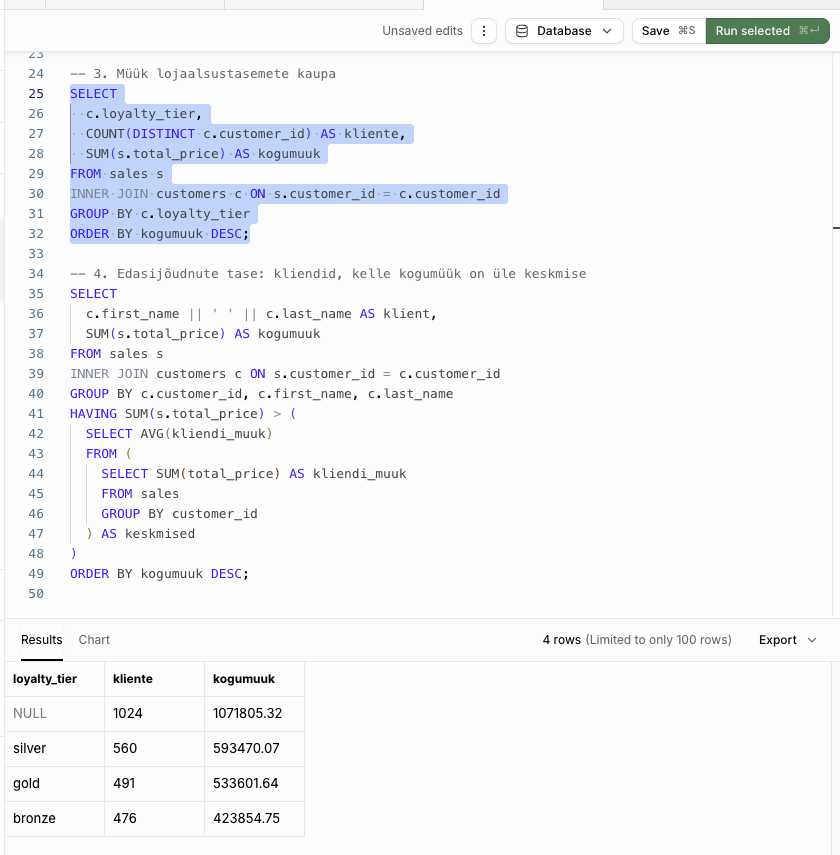 Unsaved edits
Database
Save ⌘S
Run selected ⌘↵
23
24 -- 3. Müük lojaalsustasemete kaupa
25 SELECT
26 c.loyalty_tier,
27 COUNT(DISTINCT c.customer_id) AS kliente,
28 SUM(s.total_price) AS kogumuuk
29 FROM sales s
30 INNER JOIN customers c ON s.customer_id = c.customer_id
31 GROUP BY c.loyalty_tier
32 ORDER BY kogumuuk DESC;
33
34 -- 4. Edasijõudnute tase: kliendid, kelle kogumüük on üle keskmise
35 SELECT
36 c.first_name || ' ' || c.last_name AS klient,
37 SUM(s.total_price) AS kogumuuk
38 FROM sales s
39 INNER JOIN customers c ON s.customer_id = c.customer_id
40 GROUP BY c.customer_id, c.first_name, c.last_name
41 HAVING SUM(s.total_price) > (
42 SELECT AVG(kliendi_muuk)
43 FROM (
44 SELECT SUM(total_price) AS kliendi_muuk
45 FROM sales
46 GROUP BY customer_id
47 ) AS keskmised
48 )
49 ORDER BY kogumuuk DESC;
50
Results Chart 4 rows (Limited to only 100 rows) Export
loyalty_tier kliente kogumuuk
NULL 1024 1071805.32
silver 560 593470.07
gold 491 533601.64
bronze 476 423854.75